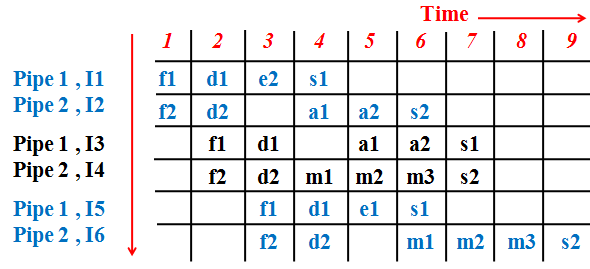 Time
1 2 3 4 5 6 7 8 9
Pipe 1 , I1 f1 d1 e2 s1
Pipe 2 , I2 f2 d2 a1 a2 s2
Pipe 1 , I3 f1 d1 a1 a2 s1
Pipe 2 , I4 f2 d2 m1 m2 m3 s2
Pipe 1 , I5 f1 d1 e1 s1
Pipe 2 , I6 f2 d2 m1 m2 m3 s2